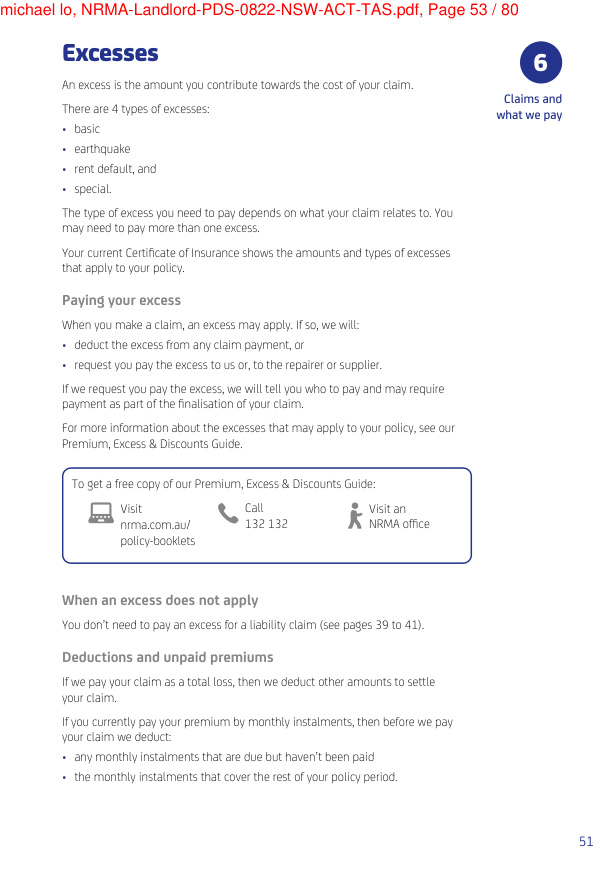 michael lo, NRMA-Landlord-PDS-0822-NSW-ACT-TAS.pdf, Page 53 / 80
Excesses
6
Claims and
what we pay
An excess is the amount you contribute towards the cost of your claim.
There are 4 types of excesses:
• basic
• earthquake
• rent default, and
• special.
The type of excess you need to pay depends on what your claim relates to. You
may need to pay more than one excess.
Your current Certificate of Insurance shows the amounts and types of excesses
that apply to your policy.
Paying your excess
When you make a claim, an excess may apply. If so, we will:
• deduct the excess from any claim payment, or
• request you pay the excess to us or, to the repairer or supplier.
If we request you pay the excess, we will tell you who to pay and may require
payment as part of the finalisation of your claim.
For more information about the excesses that may apply to your policy, see our
Premium, Excess & Discounts Guide.
To get a free copy of our Premium, Excess & Discounts Guide:
Visit
nrma.com.au/
policy-booklets
Call
132 132
Visit an
NRMA office
When an excess does not apply
You don't need to pay an excess for a liability claim (see pages 39 to 41).
Deductions and unpaid premiums
If we pay your claim as a total loss, then we deduct other amounts to settle
your claim.
If you currently pay your premium by monthly instalments, then before we pay
your claim we deduct:
• any monthly instalments that are due but haven't been paid
• the monthly instalments that cover the rest of your policy period.
51